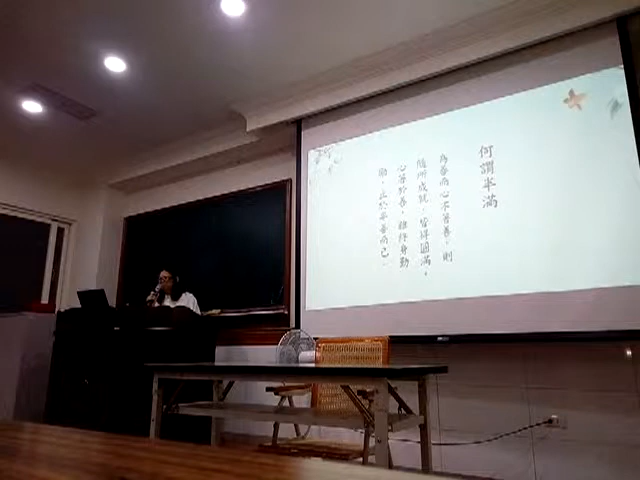 何謂半滿
為善而心不著善，則
隨所成就，皆得圓滿。
心著於善，雖終身勤
勵，止於半善而已。